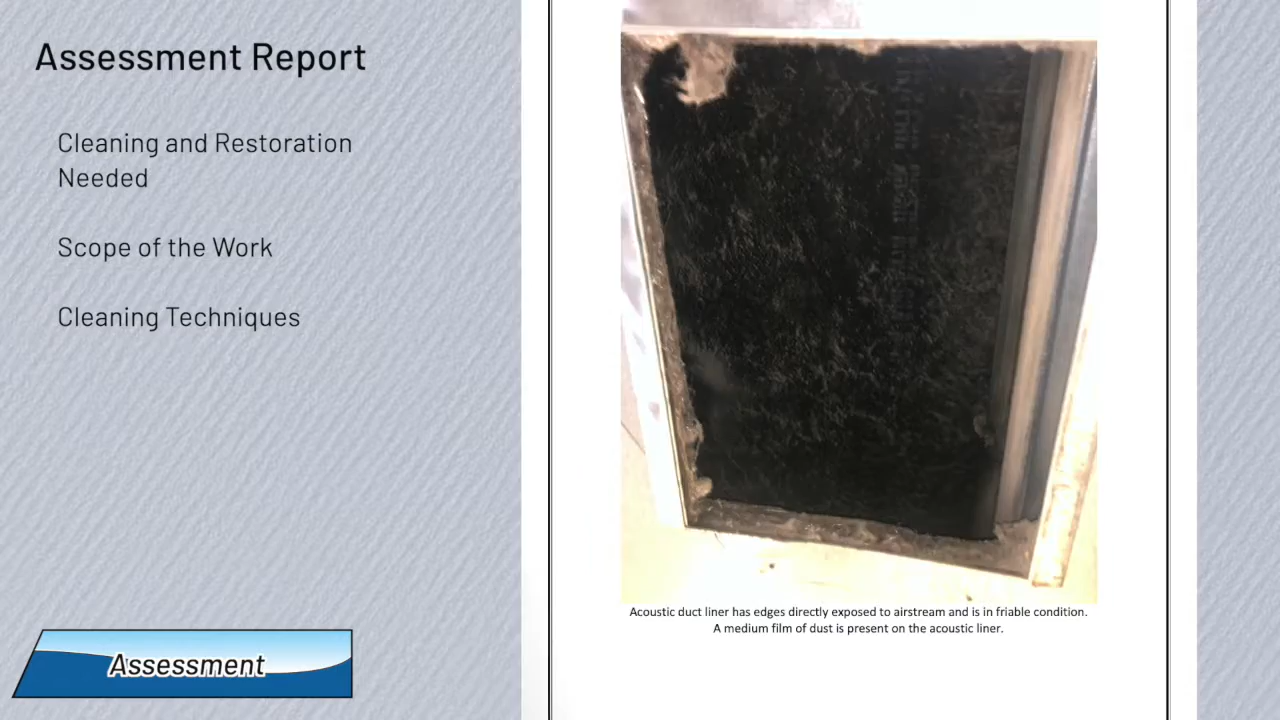 Assessment Report
Cleaning and Restoration
Needed
Scope of the Work
Cleaning Techniques
Acoustic duct liner has edges directly exposed to airstream and is in friable condition.
A medium film of dust is present on the acoustic liner.
Assessment